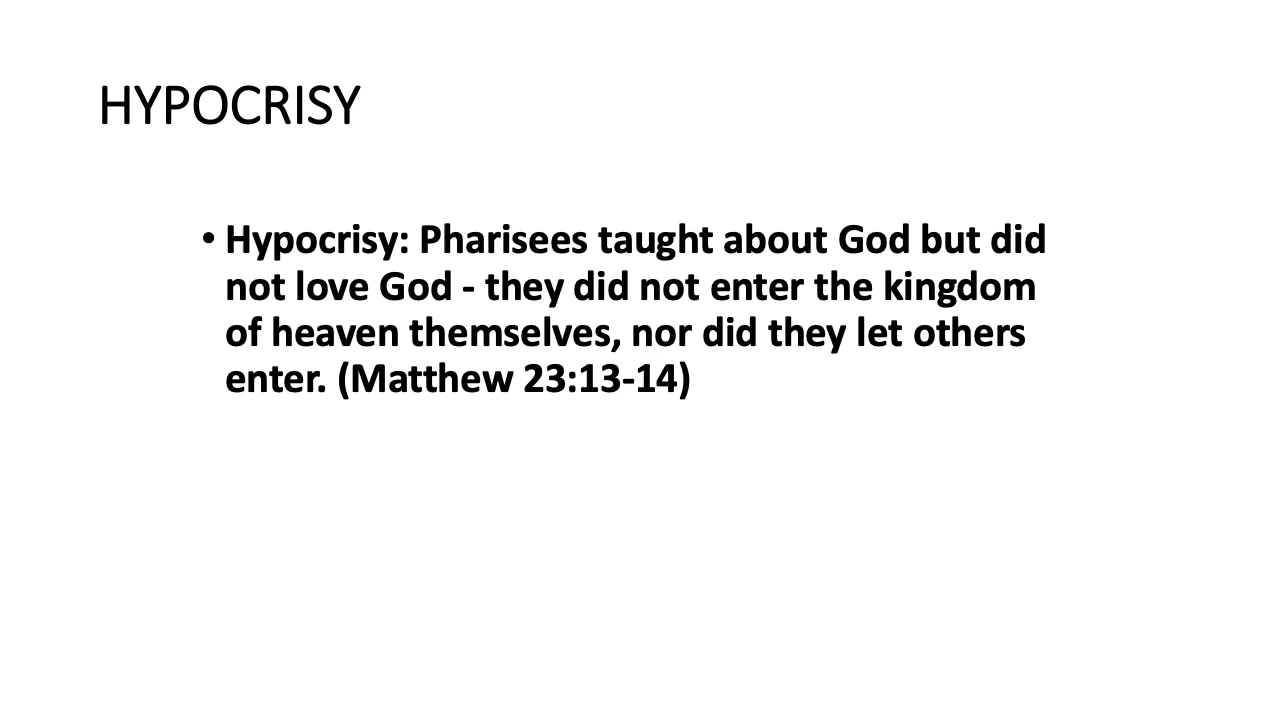 HYPOCRISY
• Hypocrisy: Pharisees taught about God but did
not love God - they did not enter the kingdom
of heaven themselves, nor did they let others
enter. (Matthew 23:13-14)